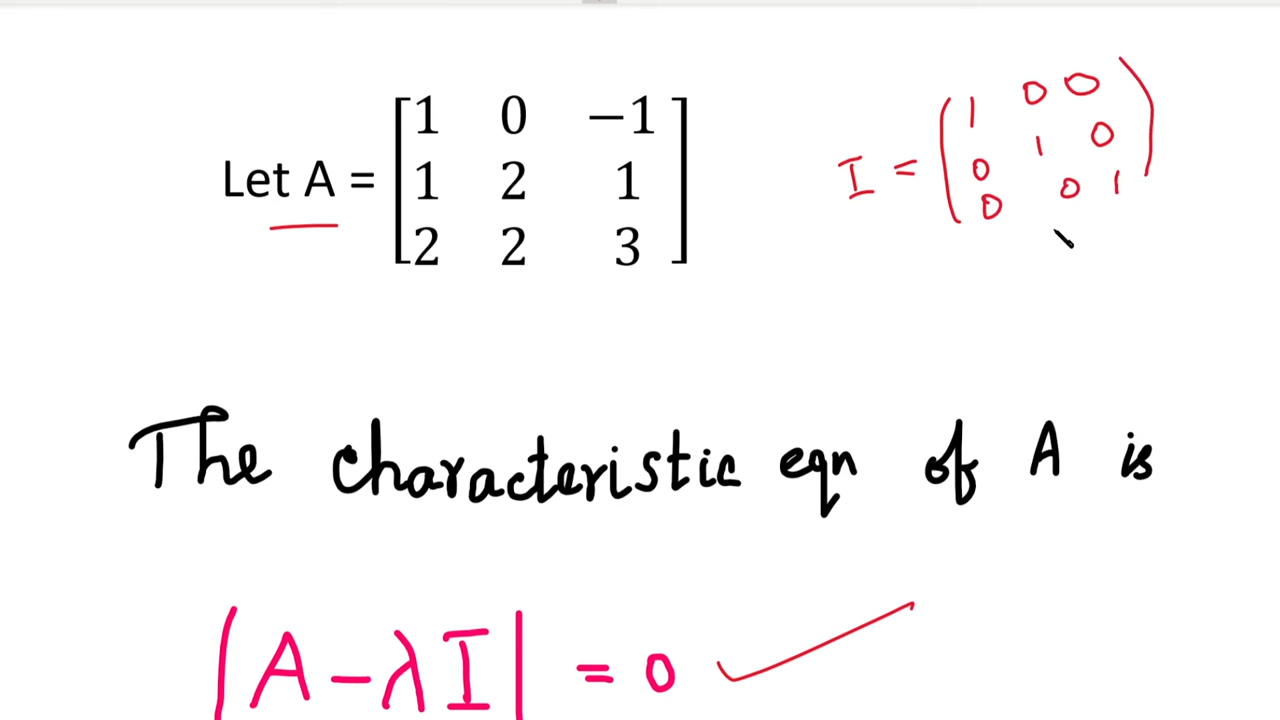 Let A = [1 0 −1
1 2 1
2 2 3]
I = (1 0 0
0 1 0
0 0 1)
The characteristic eqn of A is
|A − λI| = 0